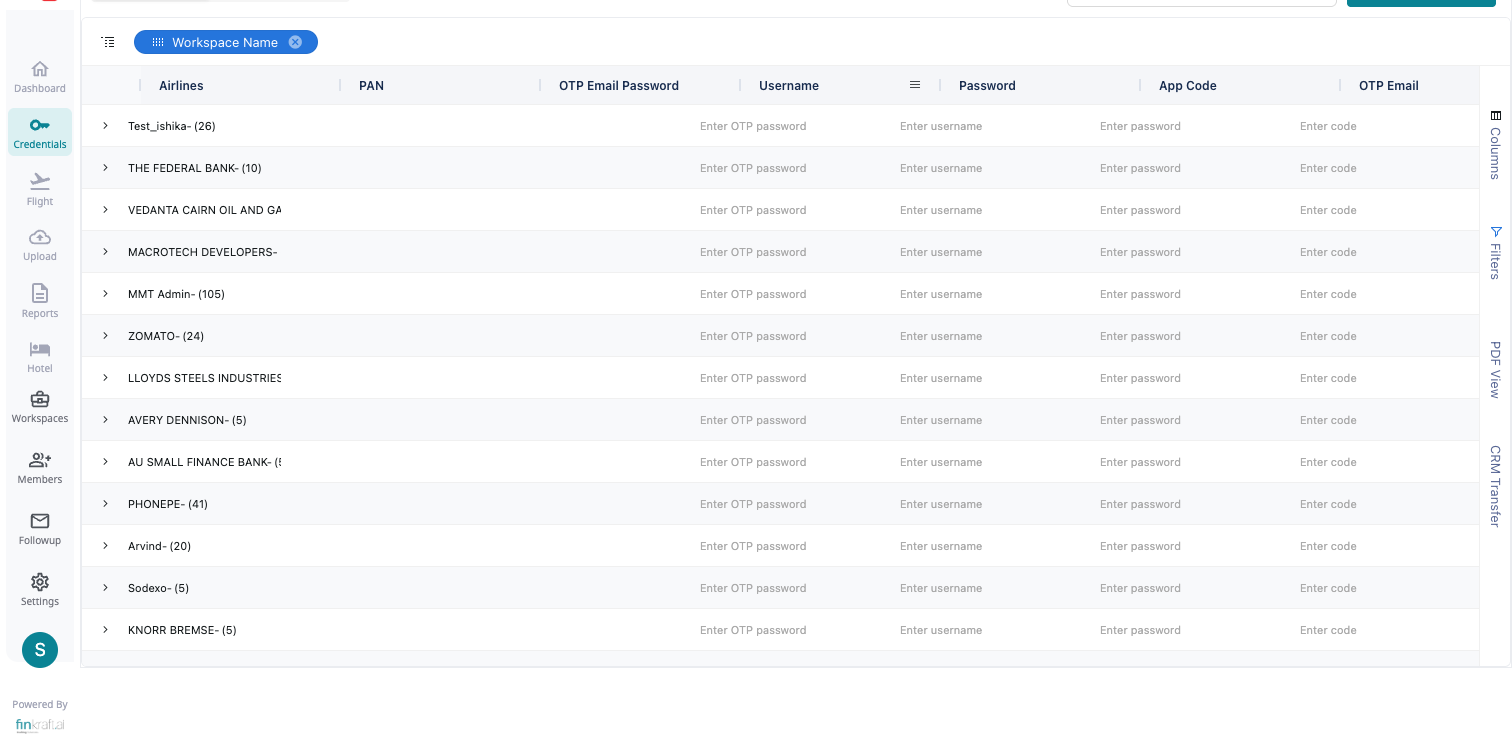 Workspace Name
Airlines PAN OTP Email Password Username Password App Code OTP Email
Test_ishika- (26) Enter OTP password Enter username Enter password Enter code
THE FEDERAL BANK- (10) Enter OTP password Enter username Enter password Enter code
VEDANTA CAIRN OIL AND GA Enter OTP password Enter username Enter password Enter code
MACROTECH DEVELOPERS- Enter OTP password Enter username Enter password Enter code
MMT Admin- (105) Enter OTP password Enter username Enter password Enter code
ZOMATO- (24) Enter OTP password Enter username Enter password Enter code
LLOYDS STEELS INDUSTRIES Enter OTP password Enter username Enter password Enter code
AVERY DENNISON- (5) Enter OTP password Enter username Enter password Enter code
AU SMALL FINANCE BANK- (5 Enter OTP password Enter username Enter password Enter code
PHONEPE- (41) Enter OTP password Enter username Enter password Enter code
Arvind- (20) Enter OTP password Enter username Enter password Enter code
Sodexo- (5) Enter OTP password Enter username Enter password Enter code
KNORR BREMSE- (5) Enter OTP password Enter username Enter password Enter code
Dashboard
Credentials
Flight
Upload
Reports
Hotel
Workspaces
Members
Followup
Settings
S
Powered By
finkraft.ai
Columns
Filters
PDF View
CRM Transfer